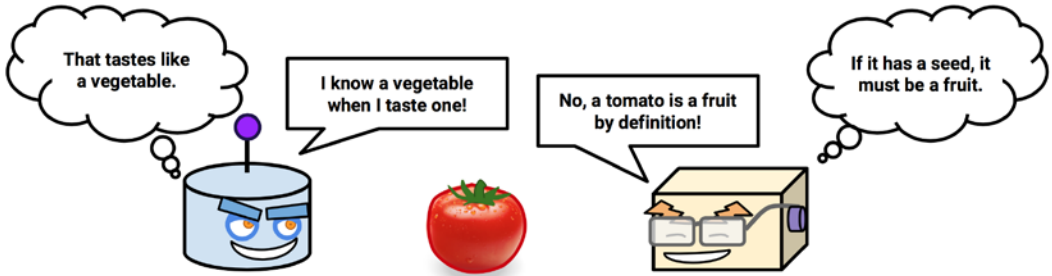 That tastes like
a vegetable.
I know a vegetable
when I taste one!
No, a tomato is a fruit
by definition!
If it has a seed, it
must be a fruit.